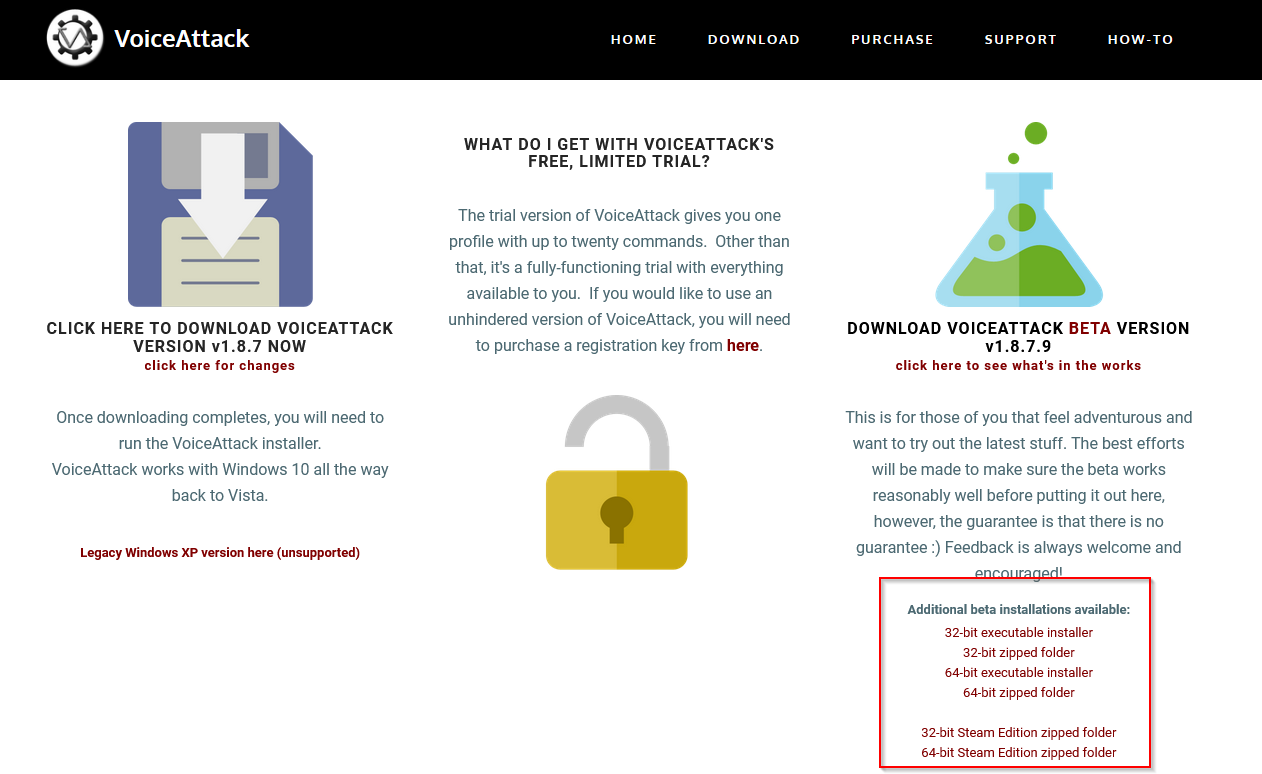 VoiceAttack
HOME DOWNLOAD PURCHASE SUPPORT HOW-TO
CLICK HERE TO DOWNLOAD VOICEATTACK
VERSION v1.8.7 NOW
click here for changes
Once downloading completes, you will need to
run the VoiceAttack installer.
VoiceAttack works with Windows 10 all the way
back to Vista.
Legacy Windows XP version here (unsupported)
WHAT DO I GET WITH VOICEATTACK'S
FREE, LIMITED TRIAL?
The trial version of VoiceAttack gives you one
profile with up to twenty commands.  Other than
that, it's a fully-functioning trial with everything
available to you.  If you would like to use an
unhindered version of VoiceAttack, you will need
to purchase a registration key from here.
DOWNLOAD VOICEATTACK BETA VERSION
v1.8.7.9
click here to see what's in the works
This is for those of you that feel adventurous and
want to try out the latest stuff. The best efforts
will be made to make sure the beta works
reasonably well before putting it out here,
however, the guarantee is that there is no
guarantee :) Feedback is always welcome and
encouraged!
Additional beta installations available:
32-bit executable installer
32-bit zipped folder
64-bit executable installer
64-bit zipped folder
32-bit Steam Edition zipped folder
64-bit Steam Edition zipped folder